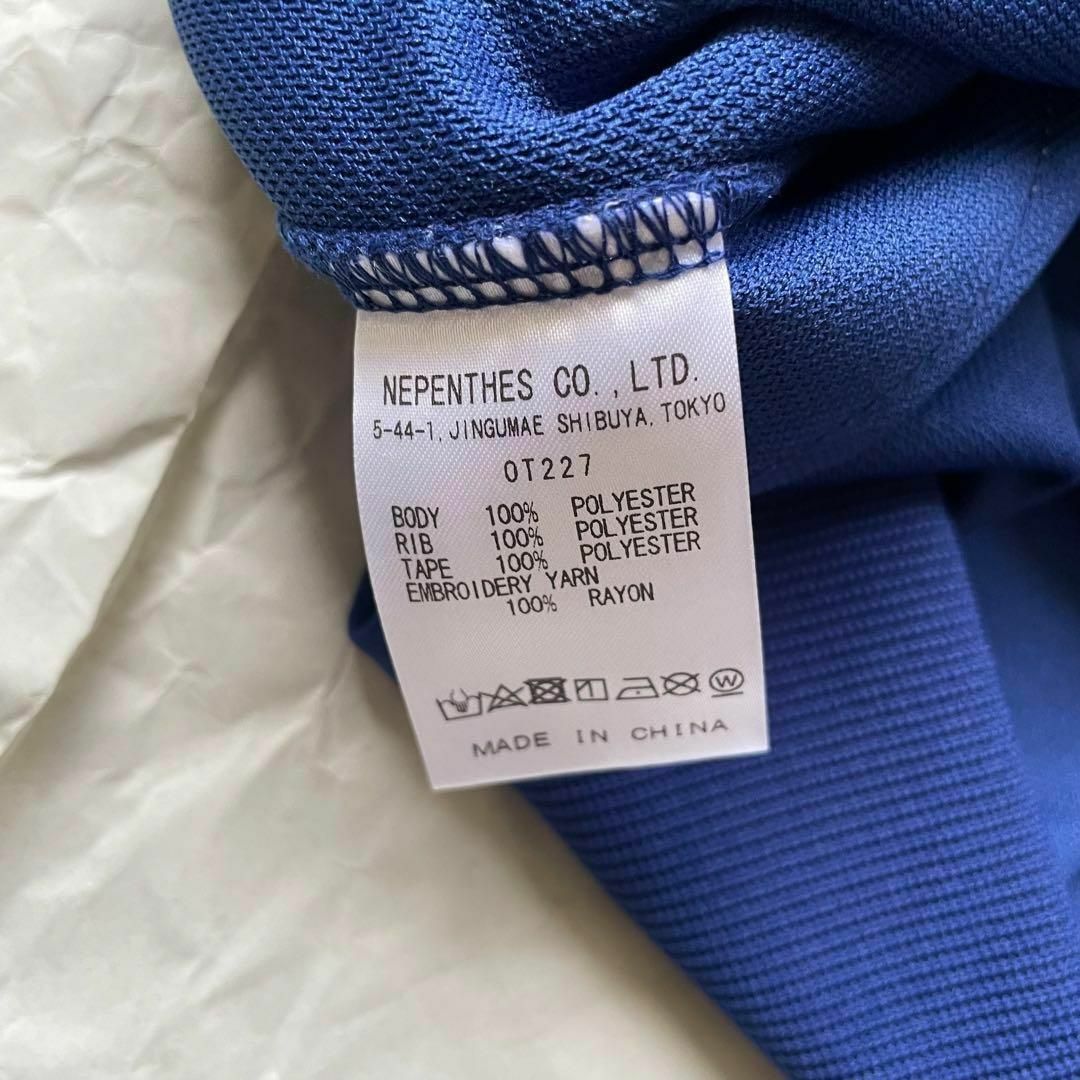 NEPENTHES CO.,LTD.
5-44-1, JINGUMAE SHIBUYA, TOKYO
OT227
BODY 100% POLYESTER
RIB 100% POLYESTER
TAPE 100% POLYESTER
EMBROIDERY YARN
100% RAYON
W
MADE IN CHINA